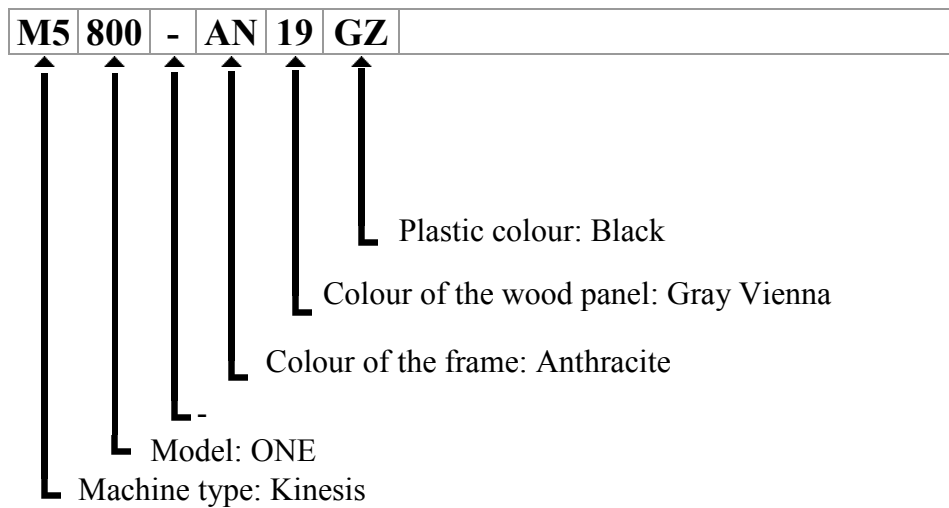 M5 800 - AN 19 GZ
Plastic colour: Black
Colour of the wood panel: Gray Vienna
Colour of the frame: Anthracite
-
Model: ONE
Machine type: Kinesis